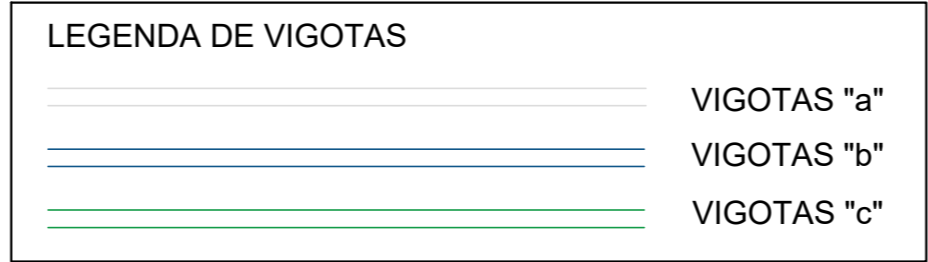 LEGENDA DE VIGOTAS
VIGOTAS "a"
VIGOTAS "b"
VIGOTAS "c"